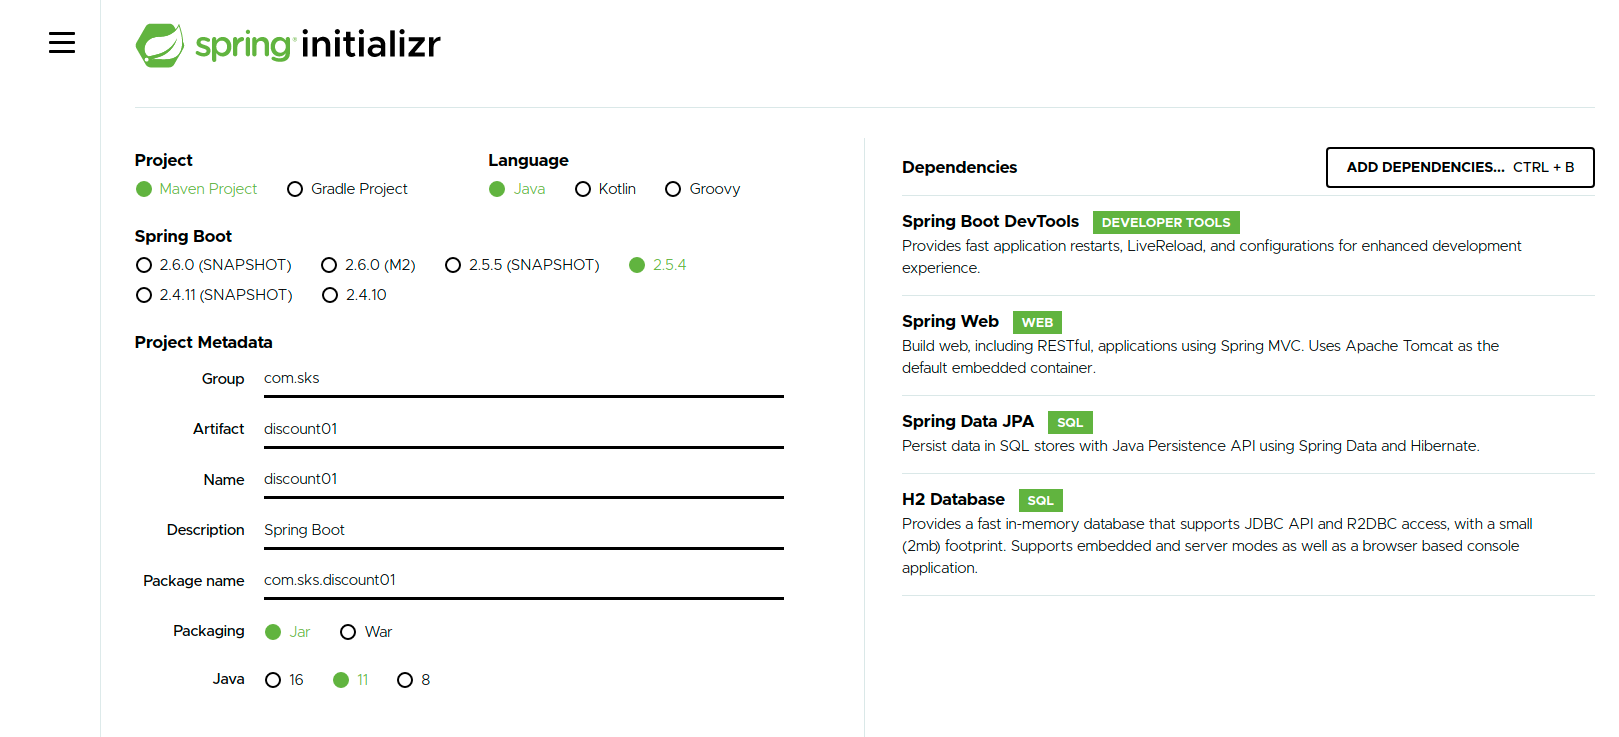 spring initializr
Project
Maven Project Gradle Project
Language
Java Kotlin Groovy
Spring Boot
2.6.0 (SNAPSHOT) 2.6.0 (M2) 2.5.5 (SNAPSHOT) 2.5.4
2.4.11 (SNAPSHOT) 2.4.10
Project Metadata
Group com.sks
Artifact discount01
Name discount01
Description Spring Boot
Package name com.sks.discount01
Packaging Jar War
Java 16 11 8
Dependencies ADD DEPENDENCIES... CTRL + B
Spring Boot DevTools DEVELOPER TOOLS
Provides fast application restarts, LiveReload, and configurations for enhanced development
experience.
Spring Web WEB
Build web, including RESTful, applications using Spring MVC. Uses Apache Tomcat as the
default embedded container.
Spring Data JPA SQL
Persist data in SQL stores with Java Persistence API using Spring Data and Hibernate.
H2 Database SQL
Provides a fast in-memory database that supports JDBC API and R2DBC access, with a small
(2mb) footprint. Supports embedded and server modes as well as a browser based console
application.